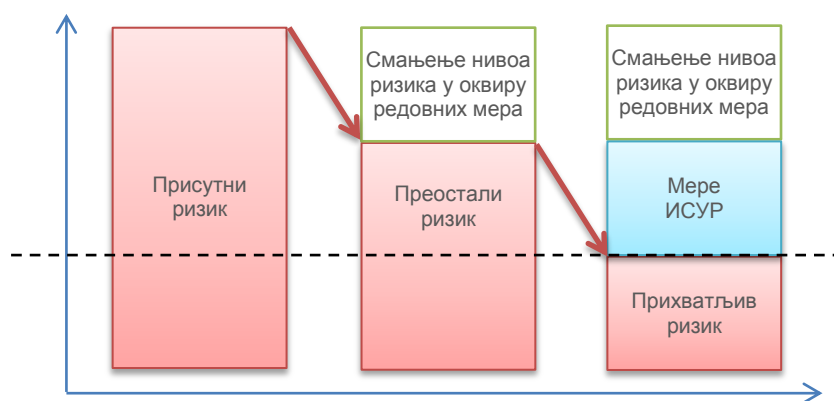 Присутни
ризик
Смањење нивоа
ризика у оквиру
редовних мера
Преостали
ризик
Смањење нивоа
ризика у оквиру
редовних мера
Мере
ИСУР
Прихватљив
ризик